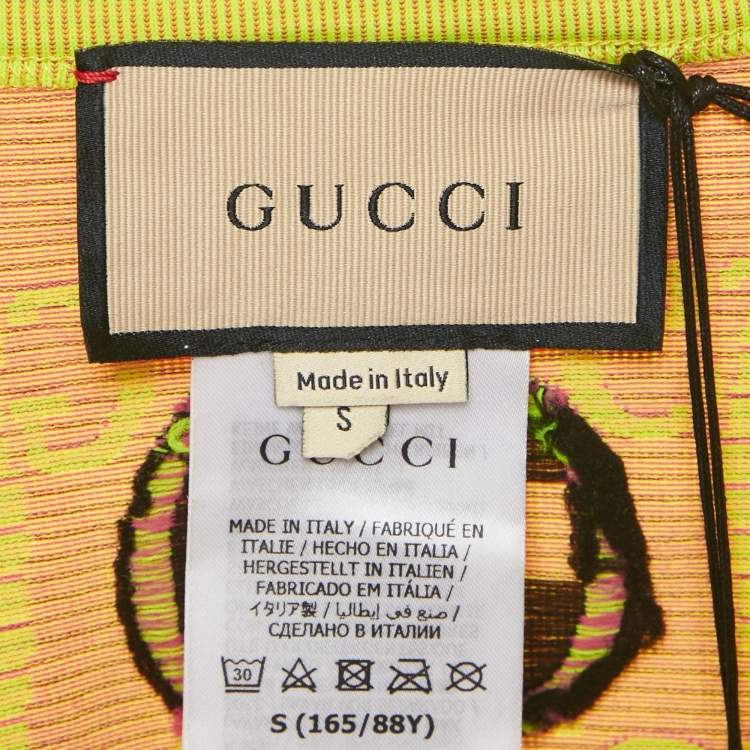 GUCCI
Made in Italy
S
GUCCI
MADE IN ITALY / FABRIQUÉ EN
ITALIE / HECHO EN ITALIA /
HERGESTELLT IN ITALIEN /
FABRICADO EM ITÁLIA /
イタリア製 / صنع في إيطاليا /
СДЕЛАНО В ИТАЛИИ
30
S (165/88Y)